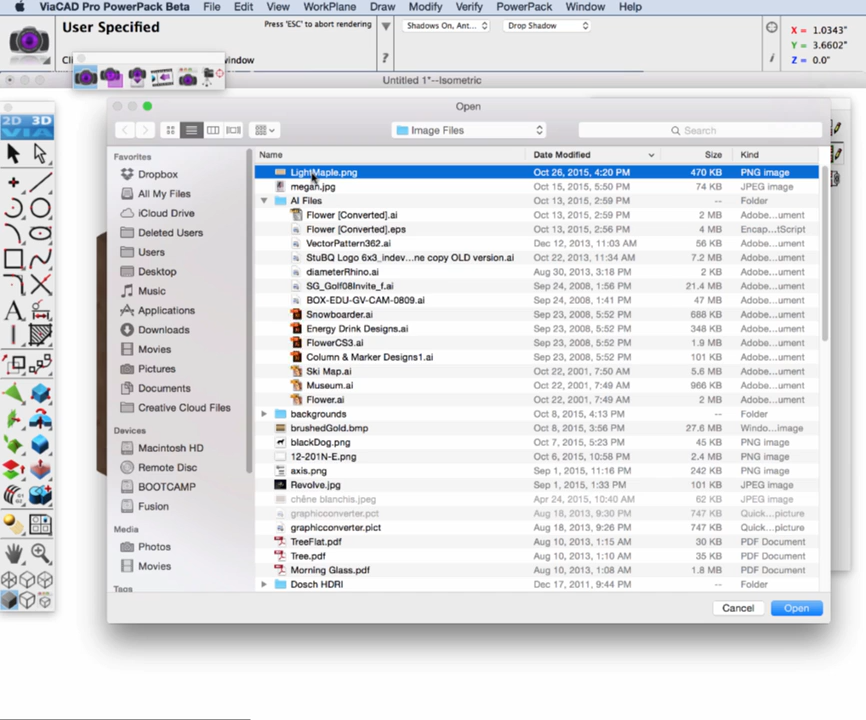 ViaCAD Pro PowerPack Beta File Edit View WorkPlane Draw Modify Verify PowerPack Window Help
User Specified
Press 'ESC' to abort rendering
Shadows On, Ant...
Drop Shadow
X = 1.0343"
Y = 3.6602"
Z = 0.0"
?
i
Untitled 1*--Isometric
2D 3D
VIA
Open
Image Files
Search
Favorites
Dropbox
All My Files
iCloud Drive
Deleted Users
Users
Desktop
Music
Applications
Downloads
Movies
Pictures
Documents
Creative Cloud Files
Devices
Macintosh HD
Remote Disc
BOOTCAMP
Fusion
Media
Photos
Movies
Tags
Name Date Modified Size Kind
LightMaple.png Oct 26, 2015, 4:20 PM 470 KB PNG image
megan.jpg Oct 15, 2015, 5:50 PM 74 KB JPEG image
AI Files Oct 13, 2015, 2:59 PM -- Folder
Flower [Converted].ai Oct 13, 2015, 2:59 PM 2 MB Adobe...ument
Flower [Converted].eps Oct 13, 2015, 2:56 PM 4 MB Encap...tScript
VectorPattern362.ai Dec 12, 2013, 11:03 AM 56 KB Adobe...ument
StuBQ Logo 6x3_indev...ne copy OLD version.ai Oct 22, 2013, 11:34 AM 7.2 MB Adobe...ument
diameterRhino.ai Aug 30, 2013, 3:18 PM 2 KB Adobe...ument
SG_Golf08Invite_f.ai Sep 24, 2008, 1:56 PM 21.4 MB Adobe...ument
BOX-EDU-GV-CAM-0809.ai Sep 24, 2008, 1:41 PM 47 MB Adobe...ument
Snowboarder.ai Sep 23, 2008, 5:52 PM 688 KB Adobe...ument
Energy Drink Designs.ai Sep 23, 2008, 5:52 PM 348 KB Adobe...ument
FlowerCS3.ai Sep 23, 2008, 5:52 PM 1.9 MB Adobe...ument
Column & Marker Designs1.ai Sep 23, 2008, 5:52 PM 101 KB Adobe...ument
Ski Map.ai Oct 22, 2001, 7:50 AM 5.6 MB Adobe...ument
Museum.ai Oct 22, 2001, 7:49 AM 966 KB Adobe...ument
Flower.ai Oct 22, 2001, 7:49 AM 2 MB Adobe...ument
backgrounds Oct 8, 2015, 4:13 PM -- Folder
brushedGold.bmp Oct 8, 2015, 3:56 PM 27.6 MB Windo...image
blackDog.png Oct 7, 2015, 5:23 PM 45 KB PNG image
12-201N-E.png Oct 6, 2015, 10:58 PM 2.4 MB PNG image
axis.png Sep 1, 2015, 11:16 PM 242 KB PNG image
Revolve.jpg Sep 1, 2015, 1:33 PM 101 KB JPEG image
chêne blanchis.jpeg Apr 24, 2015, 10:40 AM 62 KB JPEG image
graphicconverter.pct Aug 18, 2013, 9:30 PM 747 KB Quick...picture
graphicconverter.pict Aug 18, 2013, 9:26 PM 747 KB Quick...picture
TreeFlat.pdf Aug 10, 2013, 1:15 AM 30 KB PDF Document
Tree.pdf Aug 10, 2013, 1:10 AM 35 KB PDF Document
Morning Glass.pdf Aug 10, 2013, 1:08 AM 1.8 MB PDF Document
Dosch HDRI Dec 17, 2011, 9:44 PM -- Folder
Cancel Open